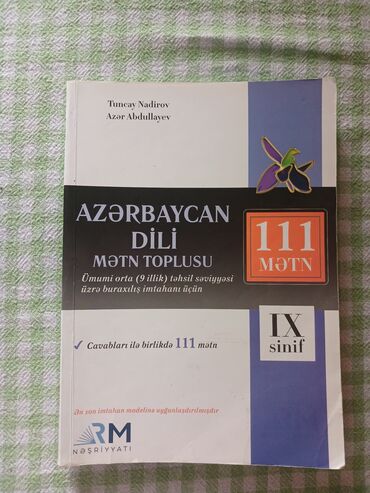 Tuncay Nadirov
Azər Abdullayev
AZƏRBAYCAN
DİLİ
MƏTN TOPLUSU
Ümumi orta (9 illik) təhsil səviyyəsi
üzrə buraxılış imtahanı üçün
111
MƏTN
IX
sinif
✓ Cavabları ilə birlikdə 111 mətn
Ən son imtahan modelinə uyğunlaşdırılmışdır
RM
NƏŞRİYYATI